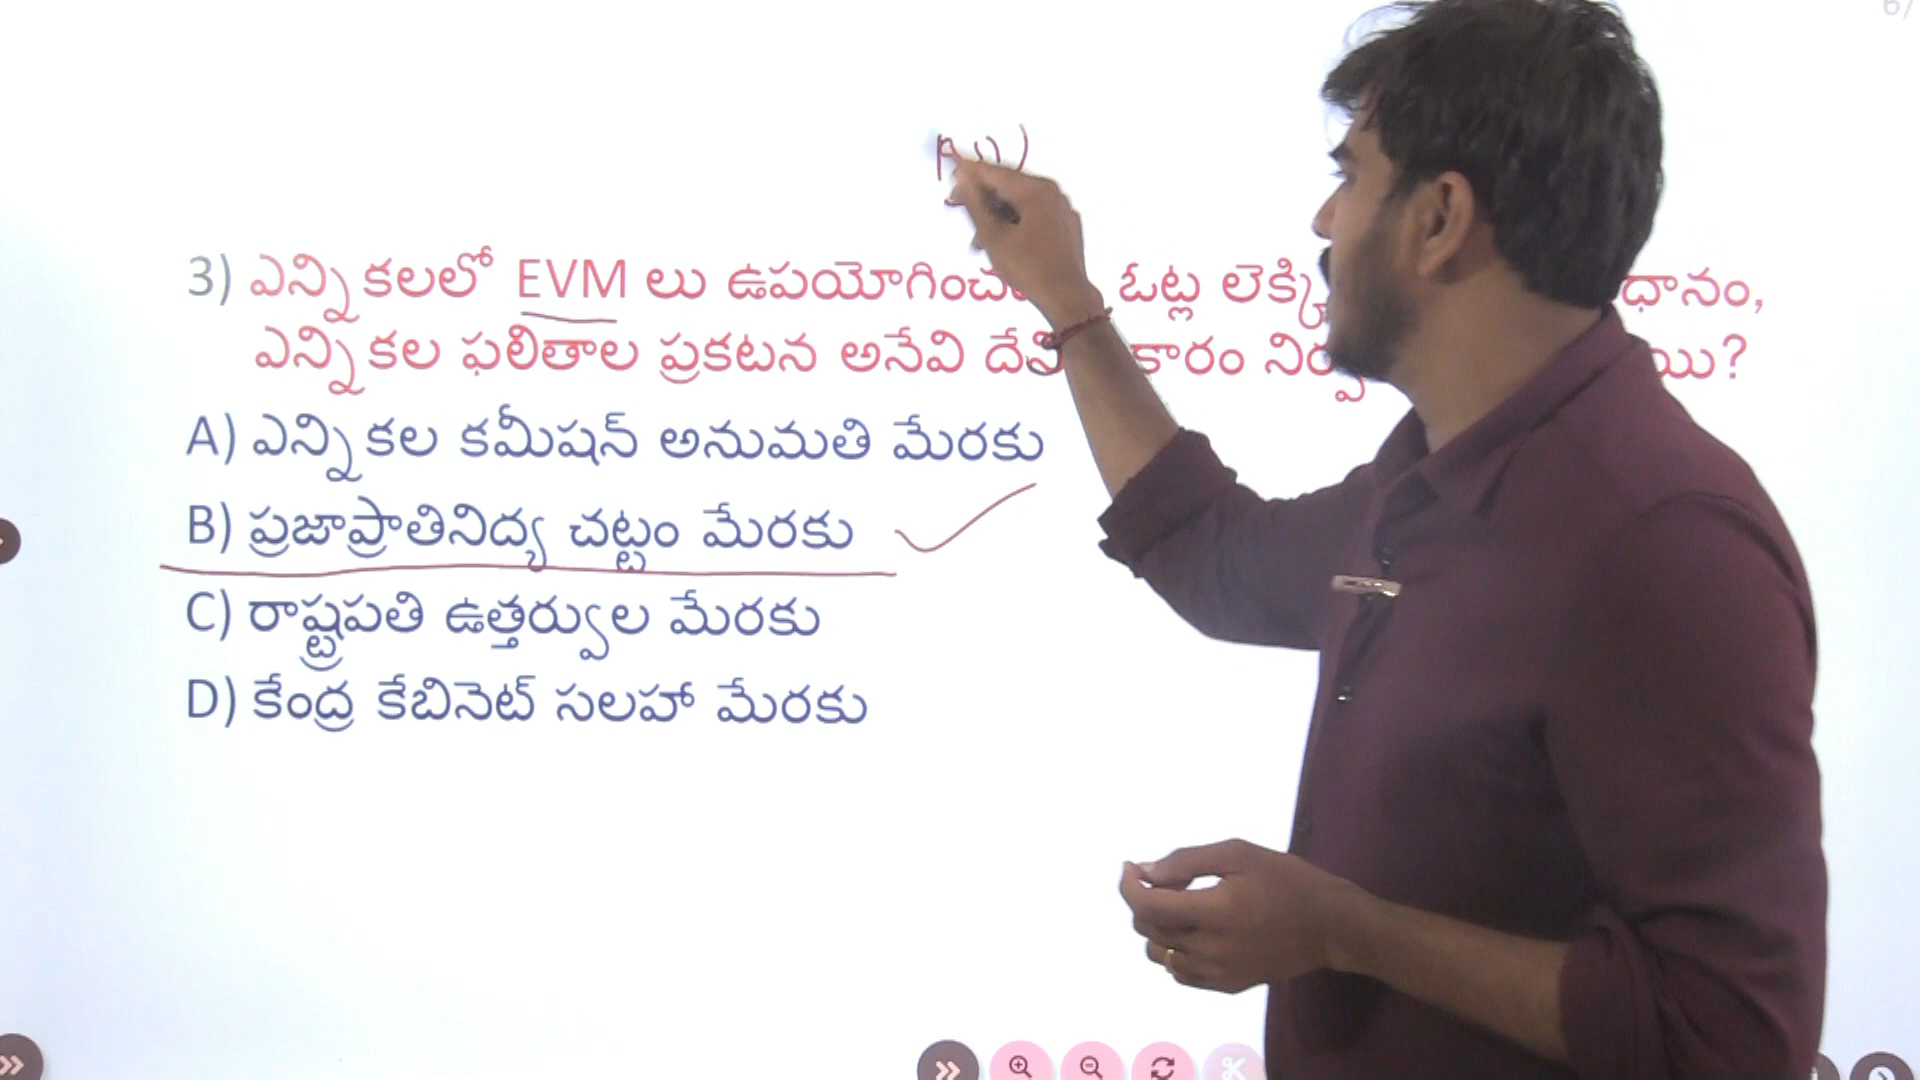 3) ఎన్నికలలో EVM లు ఓట్ల
ఎన్నికల ఫలితాల ప్రకటన అనేవి
A) ఎన్నికల కమీషన్ అనుమతి మేరకు
B) ప్రజాప్రాతినిద్య చట్టం మేరకు
C) రాష్ట్రపతి ఉత్తర్వుల మేరకు
D) కేంద్ర కేబినెట్ సలహా మేరకు